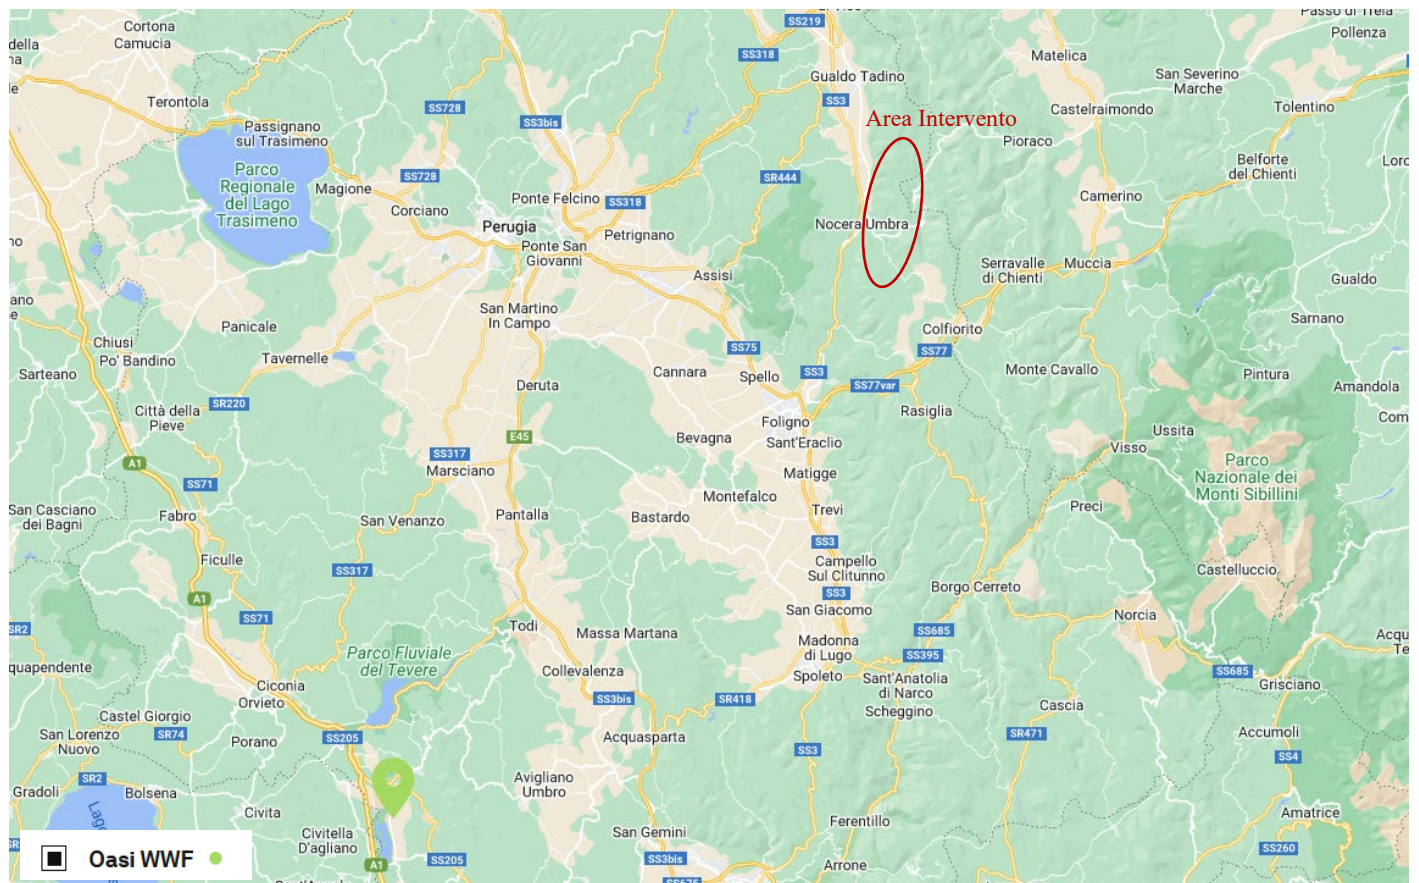 SS219
Passo di Treia
Cortona
Camucia
della
Pollenza
SS318
Matelica
Gualdo Tadino
San Severino
Marche
Terontola
SS728
SS3
Castelraimondo
Tolentino
Area Intervento
Passignano
sul Trasimeno
SS3bis
Pioraco
Parco
Regionale
del Lago
Trasimeno
Magione
SS728
SR444
Belforte
del Chienti
Corciano
Ponte Felcino
SS318
Camerino
Perugia
Nocera Umbra
Petrignano
Ponte San
Giovanni
Assisi
Serravalle
di Chienti
Muccia
Gualdo
San Martino
In Campo
Sarnano
Panicale
Colfiorito
Chiusi
Po' Bandino
Tavernelle
SS75
SS77
Sarteano
Cannara
Spello
SS3
Monte Cavallo
Pintura
Deruta
SS77var
Amandola
SR220
Città della
Pieve
Foligno
Rasiglia
E45
Bevagna
Sant'Eraclio
Ussita
Visso
A1
SS317
Marsciano
Matigge
Parco
Nazionale dei
Monti Sibillini
SS71
Montefalco
Preci
San Casciano
dei Bagni
Fabro
San Venanzo
Pantalla
Bastardo
Trevi
SS3
Ficulle
SS317
Campello
Sul Clitunno
Castelluccio
A1
SS3
Borgo Cerreto
San Giacomo
Norcia
SS71
Todi
Massa Martana
SS685
Madonna
di Lugo
SS395
Parco Fluviale
del Tevere
Collevalenza
Spoleto
Sant'Anatolia
di Narco
SS685
Grisciano
Ciconia
Orvieto
SS3bis
SR418
Scheggino
Cascia
Castel Giorgio
San Lorenzo
Nuovo
SR74
Porano
SS205
Acquasparta
SS3
SR471
Accumoli
SS4
SR2
Gradoli
Bolsena
Avigliano
Umbro
Civita
Amatrice
Civitella
D'agliano
San Gemini
Ferentillo
SS260
Oasi WWF
A1
SS205
SS3bis
Arrone
SS675